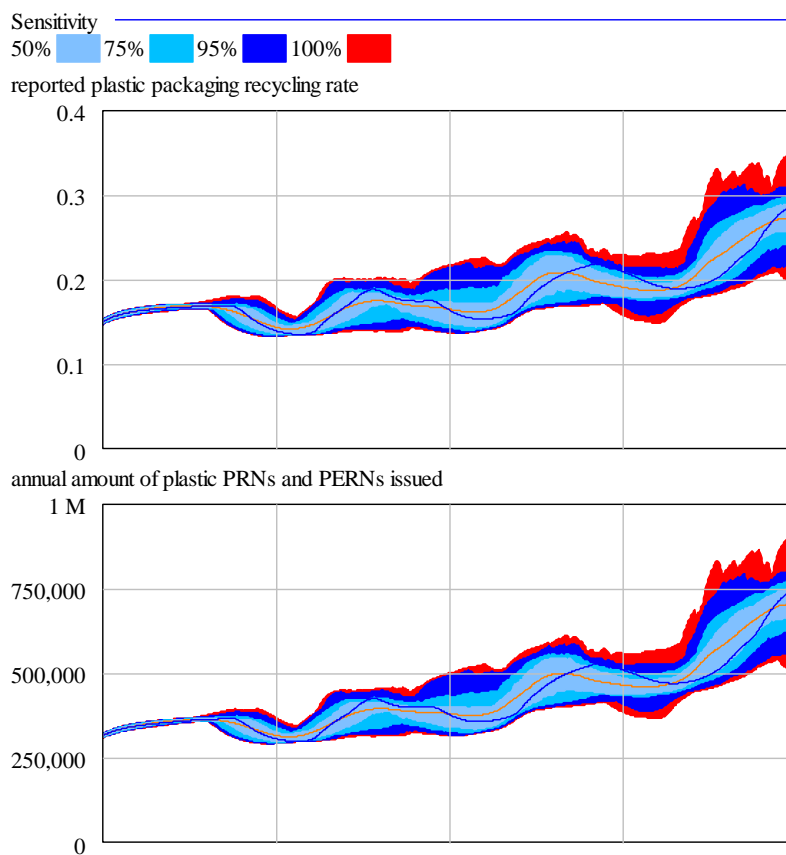 Sensitivity
50% 75% 95% 100%
reported plastic packaging recycling rate
0.4
0.3
0.2
0.1
0
annual amount of plastic PRNs and PERNs issued
1 M
750,000
500,000
250,000
0